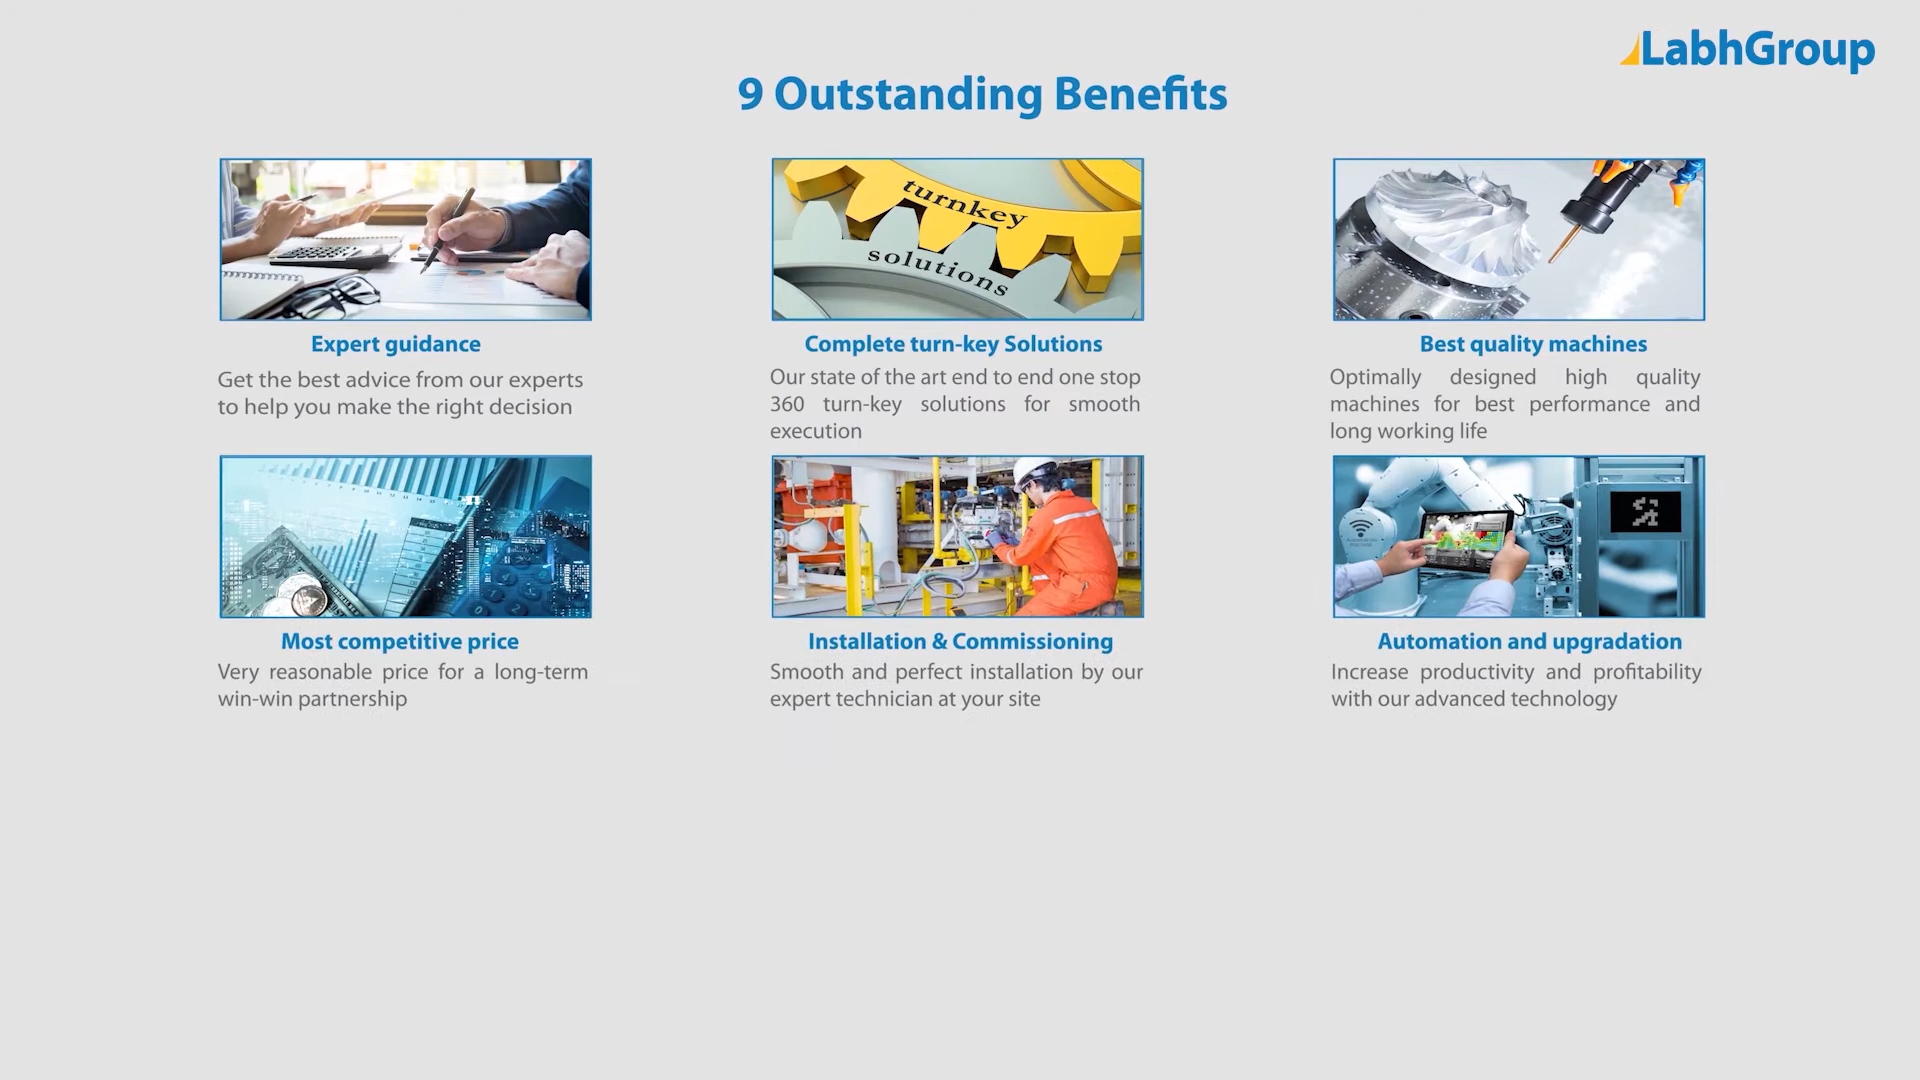 LabhGroup
9 Outstanding Benefits
turnkey
solutions
Expert guidance
Get the best advice from our experts
to help you make the right decision
Complete turn-key Solutions
Our state of the art end to end one stop
360 turn-key solutions for smooth
execution
Best quality machines
Optimally designed high quality
machines for best performance and
long working life
Most competitive price
Very reasonable price for a long-term
win-win partnership
Installation & Commissioning
Smooth and perfect installation by our
expert technician at your site
Automation and upgradation
Increase productivity and profitability
with our advanced technology